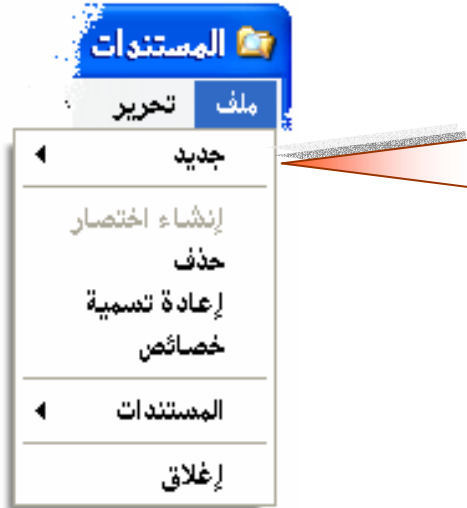 المستندات
ملف تحرير
جديد
إنشاء اختصار
حذف
إعادة تسمية
خصائص
المستندات
إغلاق